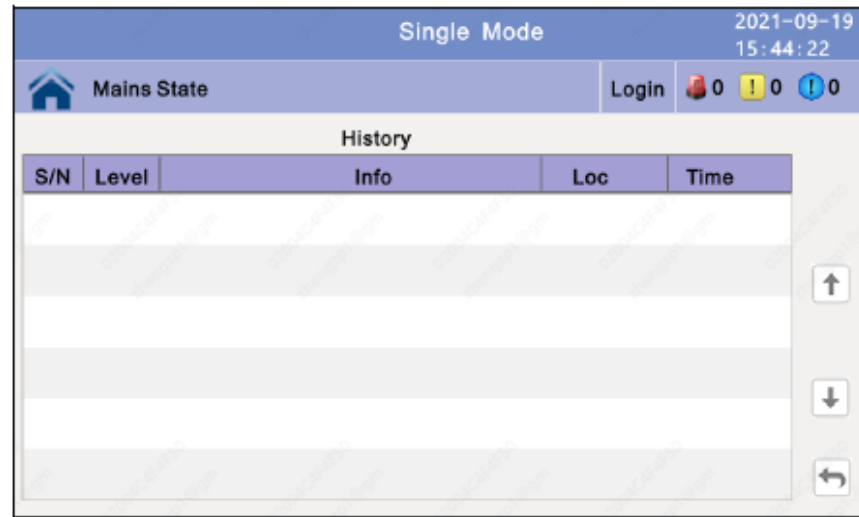 Single Mode
2021-09-19
15:44:22
Mains State Login 0 ! 0 ! 0
History
S/N Level Info Loc Time